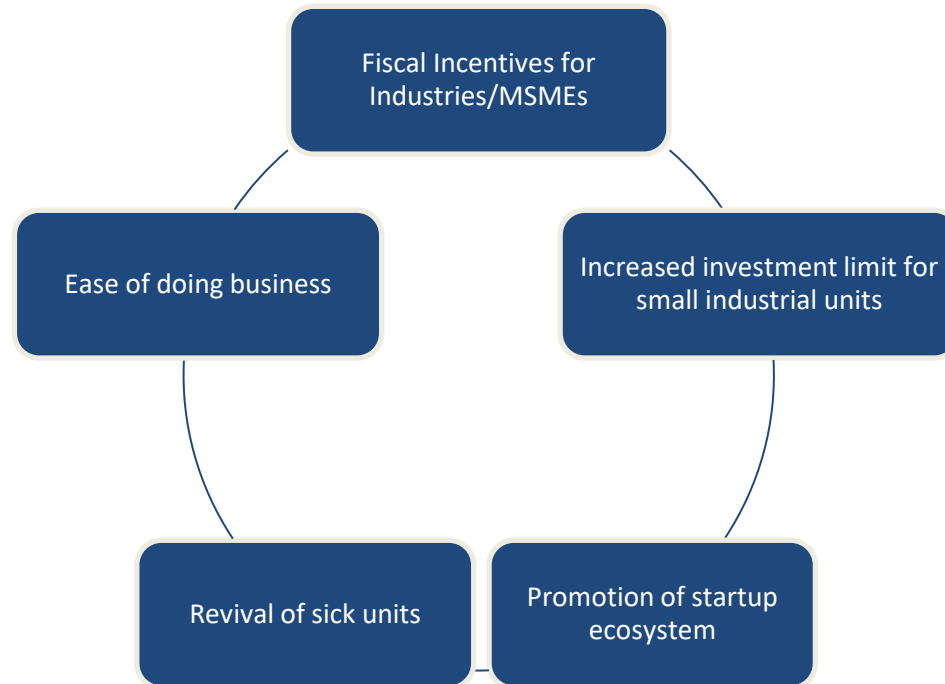 Fiscal Incentives for
Industries/MSMEs
Ease of doing business
Increased investment limit for
small industrial units
Revival of sick units
Promotion of startup
ecosystem